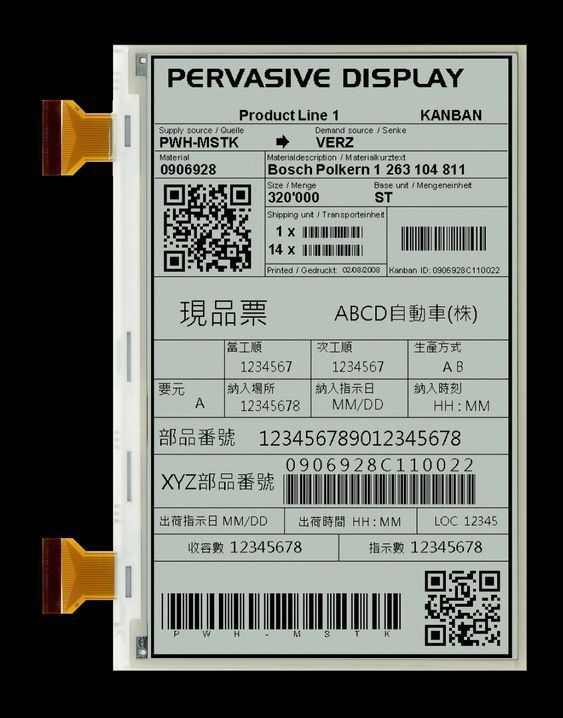 PERVASIVE DISPLAY
Product Line 1 KANBAN
Supply source / Quelle Demand source / Senke
PWH-MSTK VERZ
Material Materialdescription / Materialkurztext
0906928 Bosch Polkern 1 263 104 811
Size / Menge Base unit / Mengeneinheit
320'000 ST
Shipping unit / Transporteinheit
1 x
14 x
Printed / Gedruckt: 02/08/2008 Kanban ID: 0906928C110022
現品票 ABCD自動車(株)
當工順 次工順 生產方式
1234567 1234567 A B
要元 納入場所 納入指示日 納入時刻
A 12345678 MM/DD HH : MM
部品番號 123456789012345678
XYZ部品番號 0906928C110022
出荷指示日 MM/DD 出荷時間 HH : MM LOC 12345
收容數 12345678 指示數 12345678
P W H - M S T K